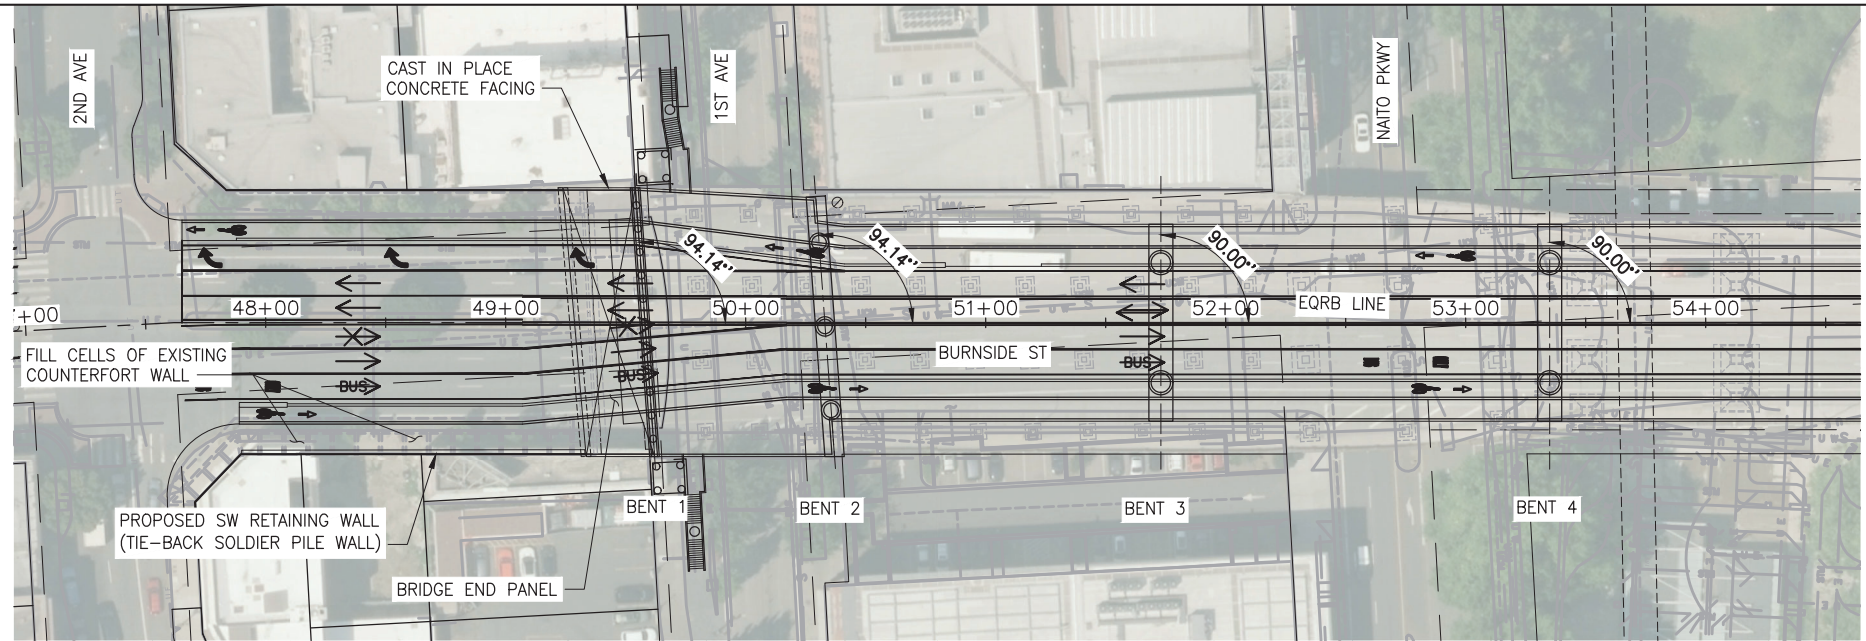 2ND AVE
CAST IN PLACE
CONCRETE FACING
1ST AVE
NAITO PKWY
94.14°
94.14°
90.00°
90.00°
+00
48+00
49+00
50+00
51+00
52+00
EQRB LINE
53+00
54+00
FILL CELLS OF EXISTING
COUNTERFORT WALL
BURNSIDE ST
BUS
BUS
BUS
PROPOSED SW RETAINING WALL
(TIE-BACK SOLDIER PILE WALL)
BENT 1
BENT 2
BENT 3
BENT 4
BRIDGE END PANEL